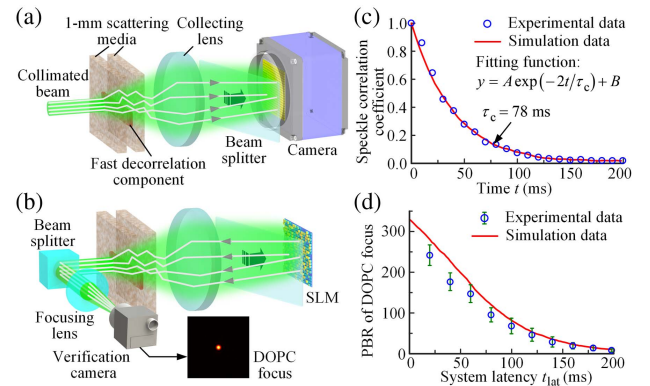 (a)
1-mm scattering
media
Collecting
lens
Collimated
beam
Beam
splitter
Camera
Fast decorrelation
component
(b)
Beam
splitter
Focusing
lens
Verification
camera
SLM
DOPC
focus
(c)
Speckle correlation
coefficient
1.0
0.8
0.6
0.4
0.2
0.0
Experimental data
Simulation data
Fitting function:
y = A exp(−2t/τc) + B
τc = 78 ms
0 50 100 150 200
Time t (ms)
(d)
PBR of DOPC focus
300
200
100
0
Experimental data
Simulation data
0 50 100 150 200
System latency tlat (ms)